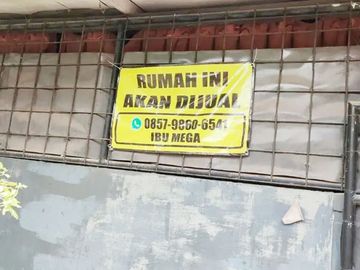 RUMAH INI
AKAN DIJUAL
0857-9860-6541
IBU MEGA